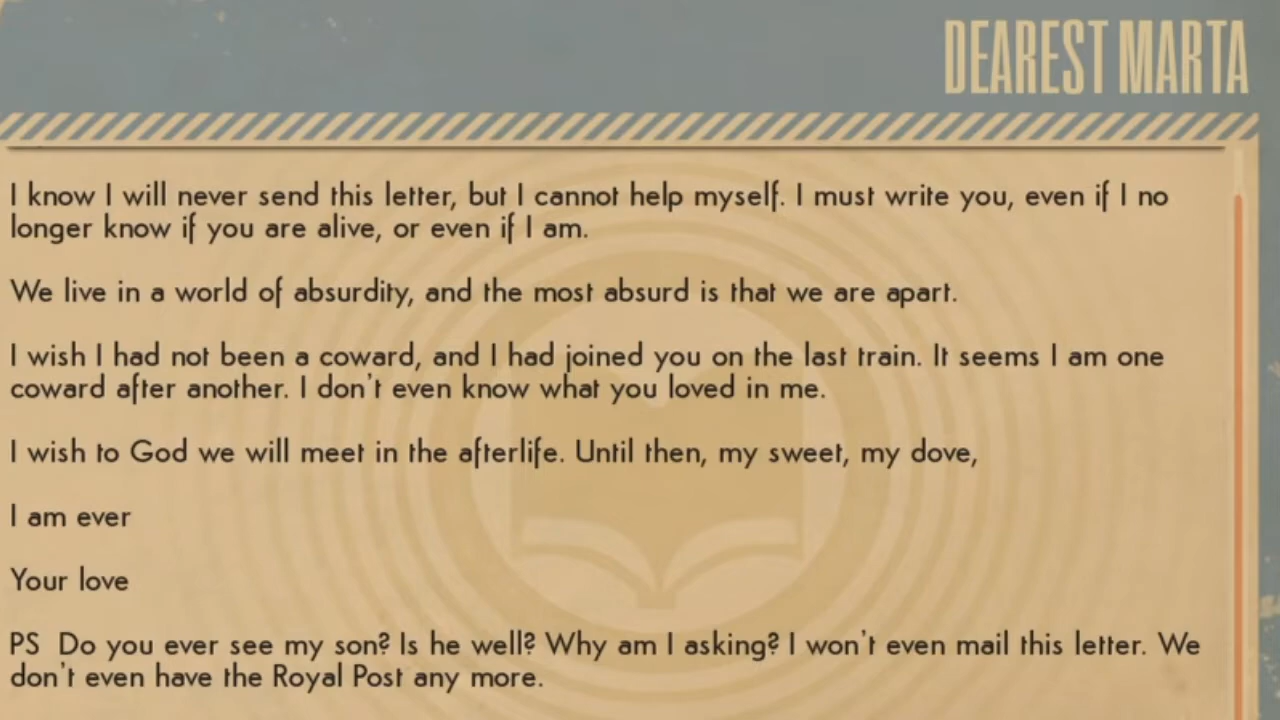 DEAREST MARTA
I know I will never send this letter, but I cannot help myself. I must write you, even if I no
longer know if you are alive, or even if I am.
We live in a world of absurdity, and the most absurd is that we are apart.
I wish I had not been a coward, and I had joined you on the last train. It seems I am one
coward after another. I don't even know what you loved in me.
I wish to God we will meet in the afterlife. Until then, my sweet, my dove,
I am ever
Your love
PS  Do you ever see my son? Is he well? Why am I asking? I won't even mail this letter. We
don't even have the Royal Post any more.